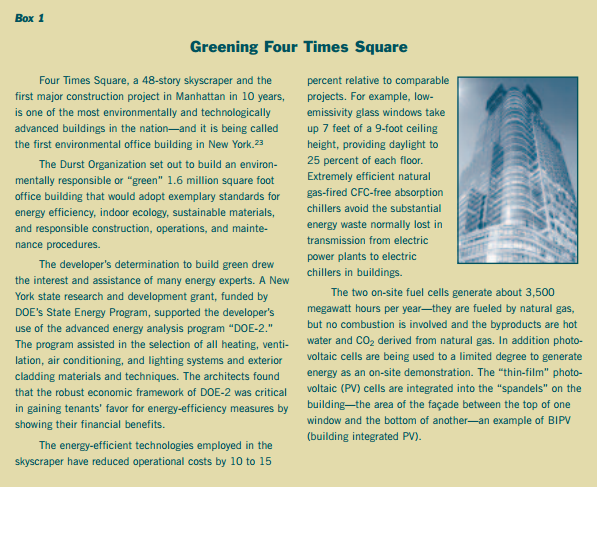 Box 1
Greening Four Times Square
Four Times Square, a 48-story skyscraper and the
first major construction project in Manhattan in 10 years,
is one of the most environmentally and technologically
advanced buildings in the nation—and it is being called
the first environmental office building in New York.23
The Durst Organization set out to build an environ-
mentally responsible or “green” 1.6 million square foot
office building that would adopt exemplary standards for
energy efficiency, indoor ecology, sustainable materials,
and responsible construction, operations, and mainte-
nance procedures.
The developer's determination to build green drew
the interest and assistance of many energy experts. A New
York state research and development grant, funded by
DOE's State Energy Program, supported the developer's
use of the advanced energy analysis program “DOE-2.”
The program assisted in the selection of all heating, venti-
lation, air conditioning, and lighting systems and exterior
cladding materials and techniques. The architects found
that the robust economic framework of DOE-2 was critical
in gaining tenants' favor for energy-efficiency measures by
showing their financial benefits.
The energy-efficient technologies employed in the
skyscraper have reduced operational costs by 10 to 15
percent relative to comparable
projects. For example, low-
emissivity glass windows take
up 7 feet of a 9-foot ceiling
height, providing daylight to
25 percent of each floor.
Extremely efficient natural
gas-fired CFC-free absorption
chillers avoid the substantial
energy waste normally lost in
transmission from electric
power plants to electric
chillers in buildings.
The two on-site fuel cells generate about 3,500
megawatt hours per year—they are fueled by natural gas,
but no combustion is involved and the byproducts are hot
water and CO2 derived from natural gas. In addition photo-
voltaic cells are being used to a limited degree to generate
energy as an on-site demonstration. The “thin-film” photo-
voltaic (PV) cells are integrated into the “spandels” on the
building—the area of the façade between the top of one
window and the bottom of another—an example of BIPV
(building integrated PV).